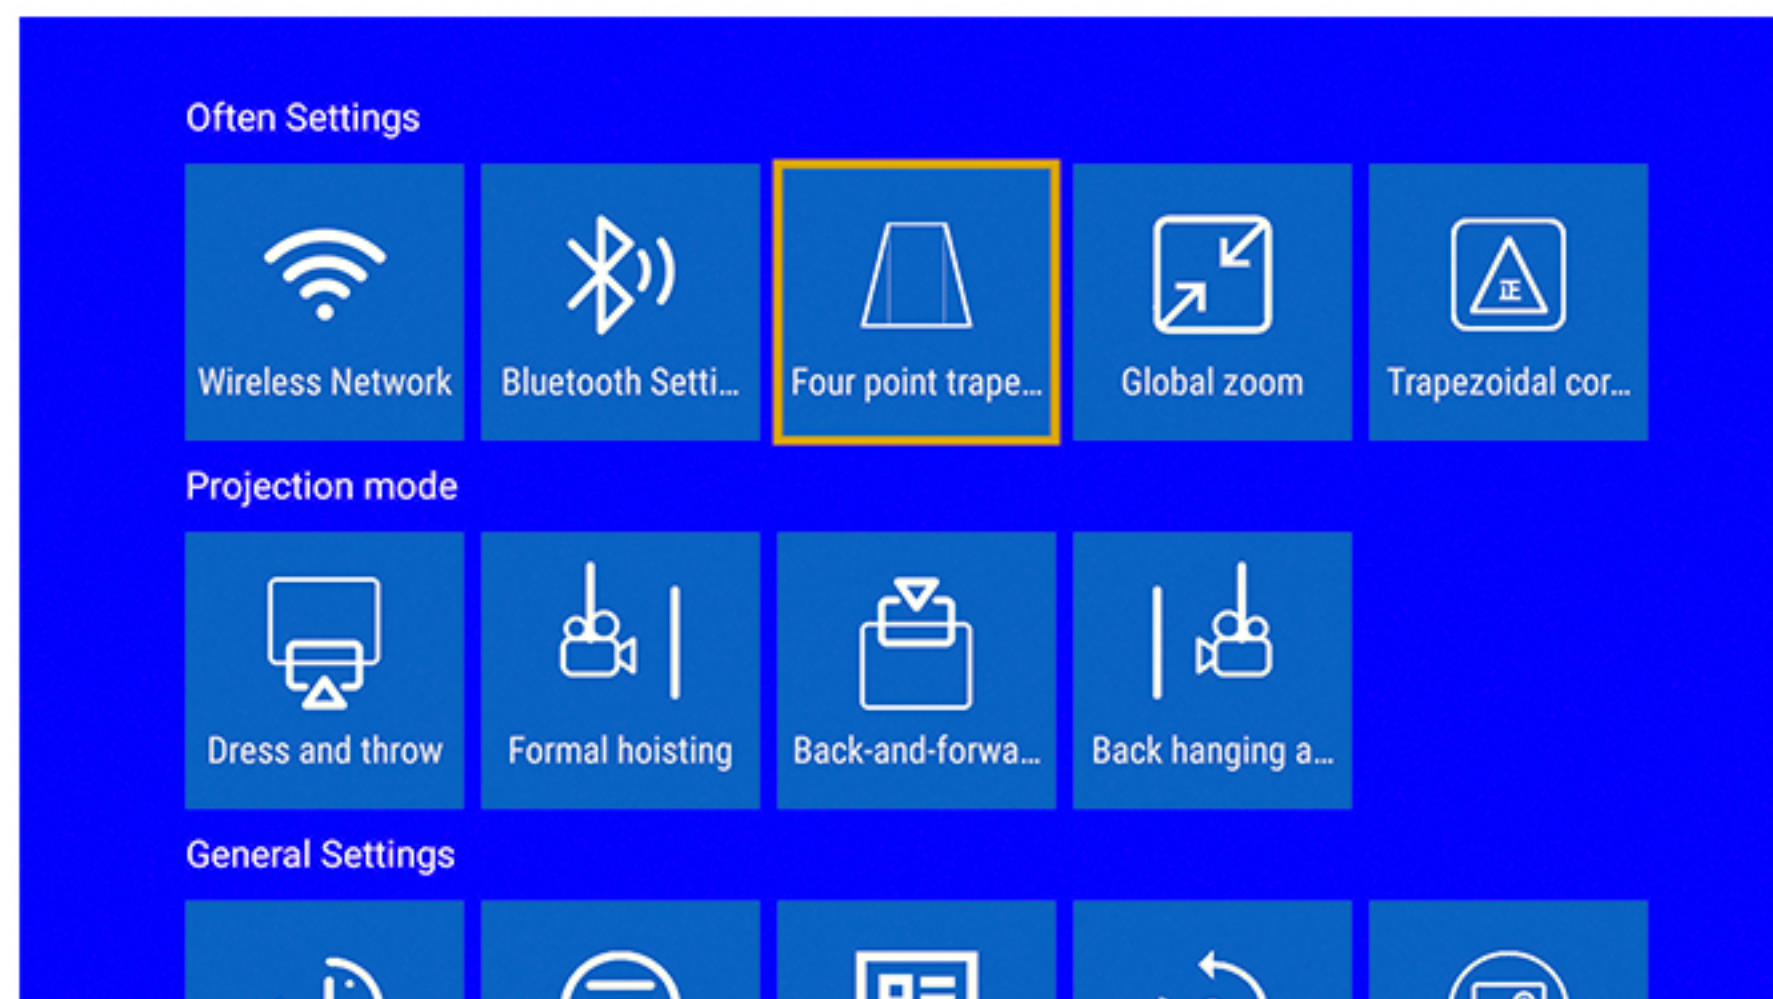 Often Settings
Wireless Network
Bluetooth Setti...
Four point trape...
Global zoom
正
Trapezoidal cor...
Projection mode
Dress and throw
Formal hoisting
Back-and-forwa...
Back hanging a...
General Settings